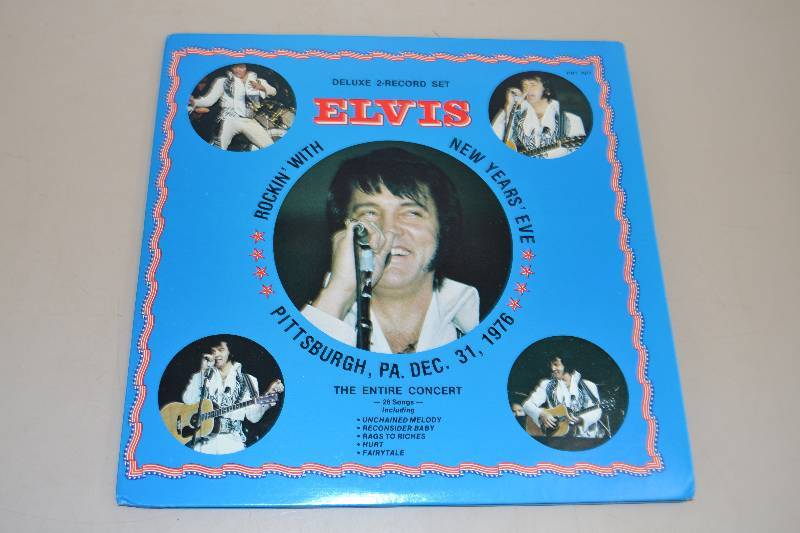 DELUXE 2-RECORD SET
ELVIS
ROCKIN' WITH
NEW YEARS' EVE
PITTSBURGH, PA. DEC. 31, 1976
THE ENTIRE CONCERT
— 28 Songs —
Including
• UNCHAINED MELODY
• RECONSIDER BABY
• RAGS TO RICHES
• HURT
• FAIRYTALE